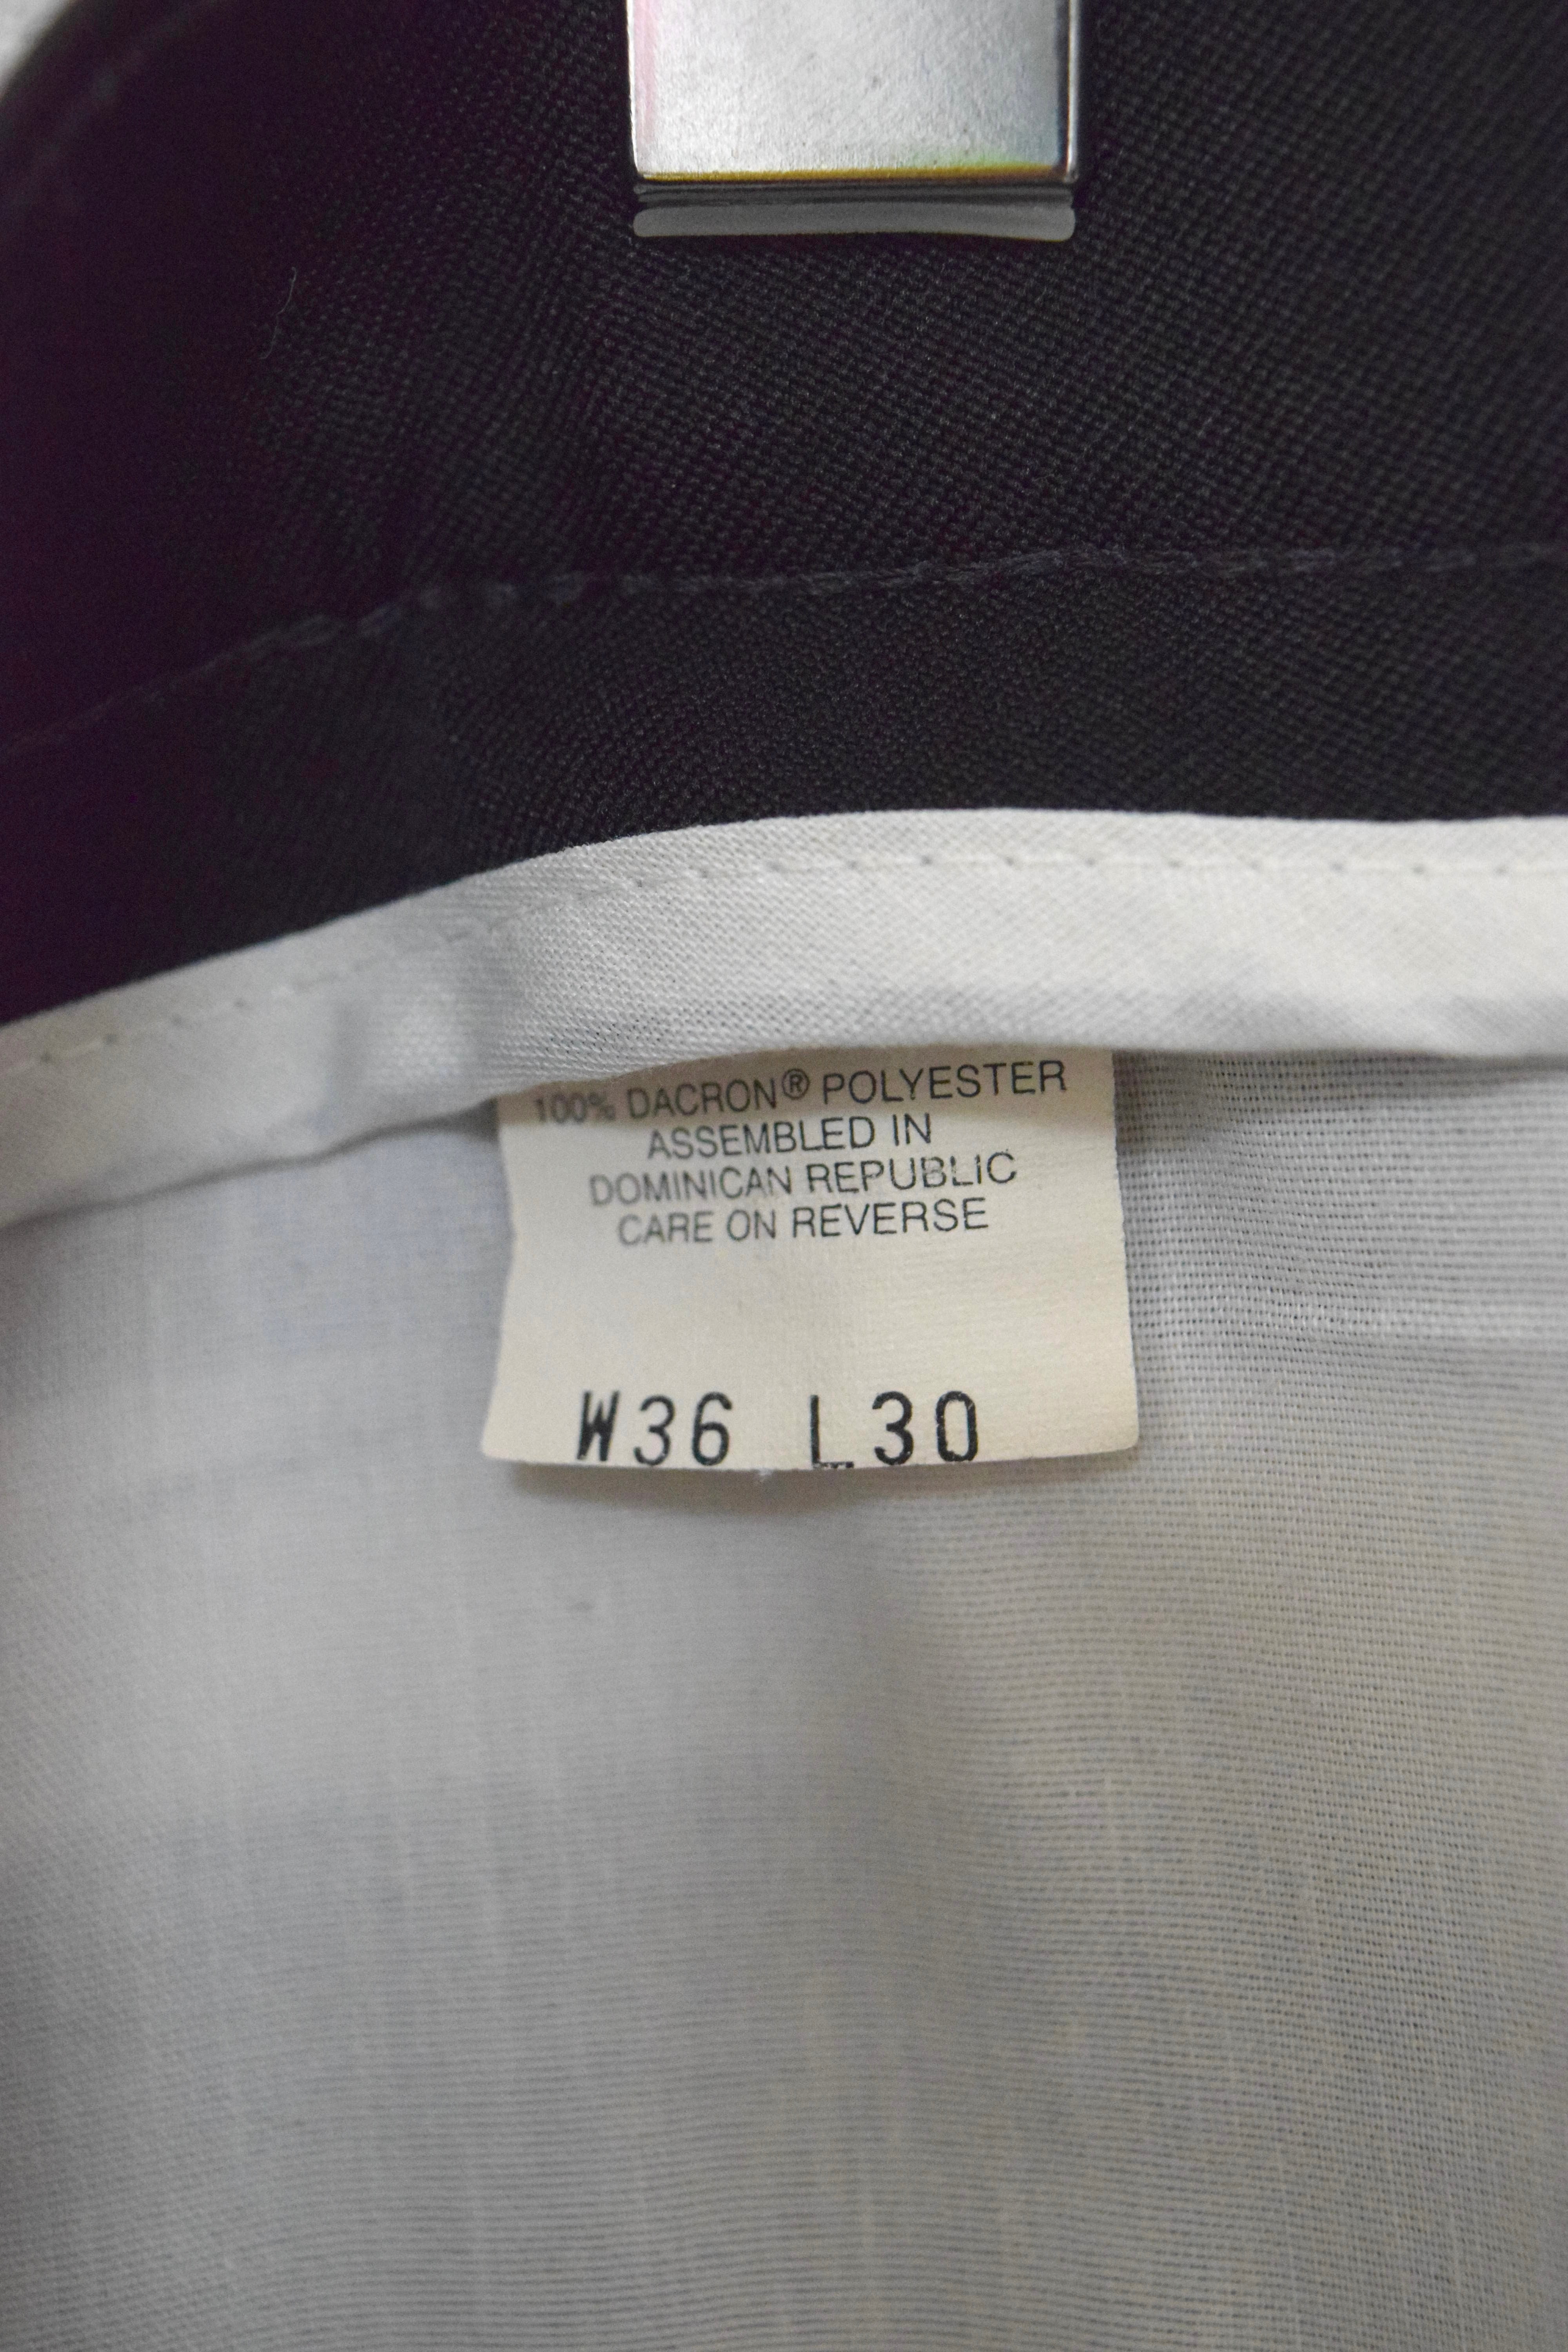 100% DACRON® POLYESTER
ASSEMBLED IN
DOMINICAN REPUBLIC
CARE ON REVERSE
W36 L30